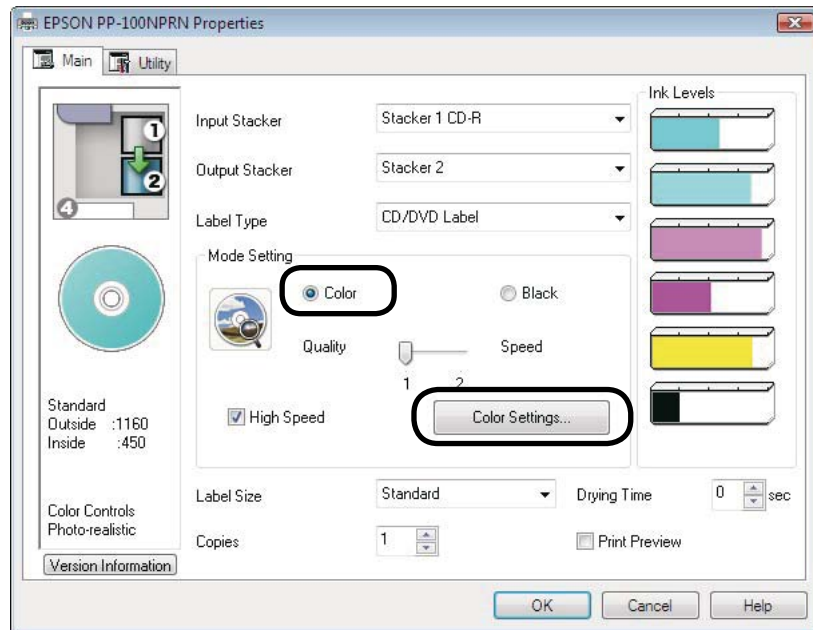 EPSON PP-100NPRN Properties
Main
Utility
1
2
4
Standard
Outside :1160
Inside :450
Color Controls
Photo-realistic
Version Information
Input Stacker
Stacker 1 CD-R
Output Stacker
Stacker 2
Label Type
CD/DVD Label
Mode Setting
Color
Black
Quality
Speed
1 2
High Speed
Color Settings...
Label Size
Standard
Drying Time
0
sec
Copies
1
Print Preview
Ink Levels
OK
Cancel
Help